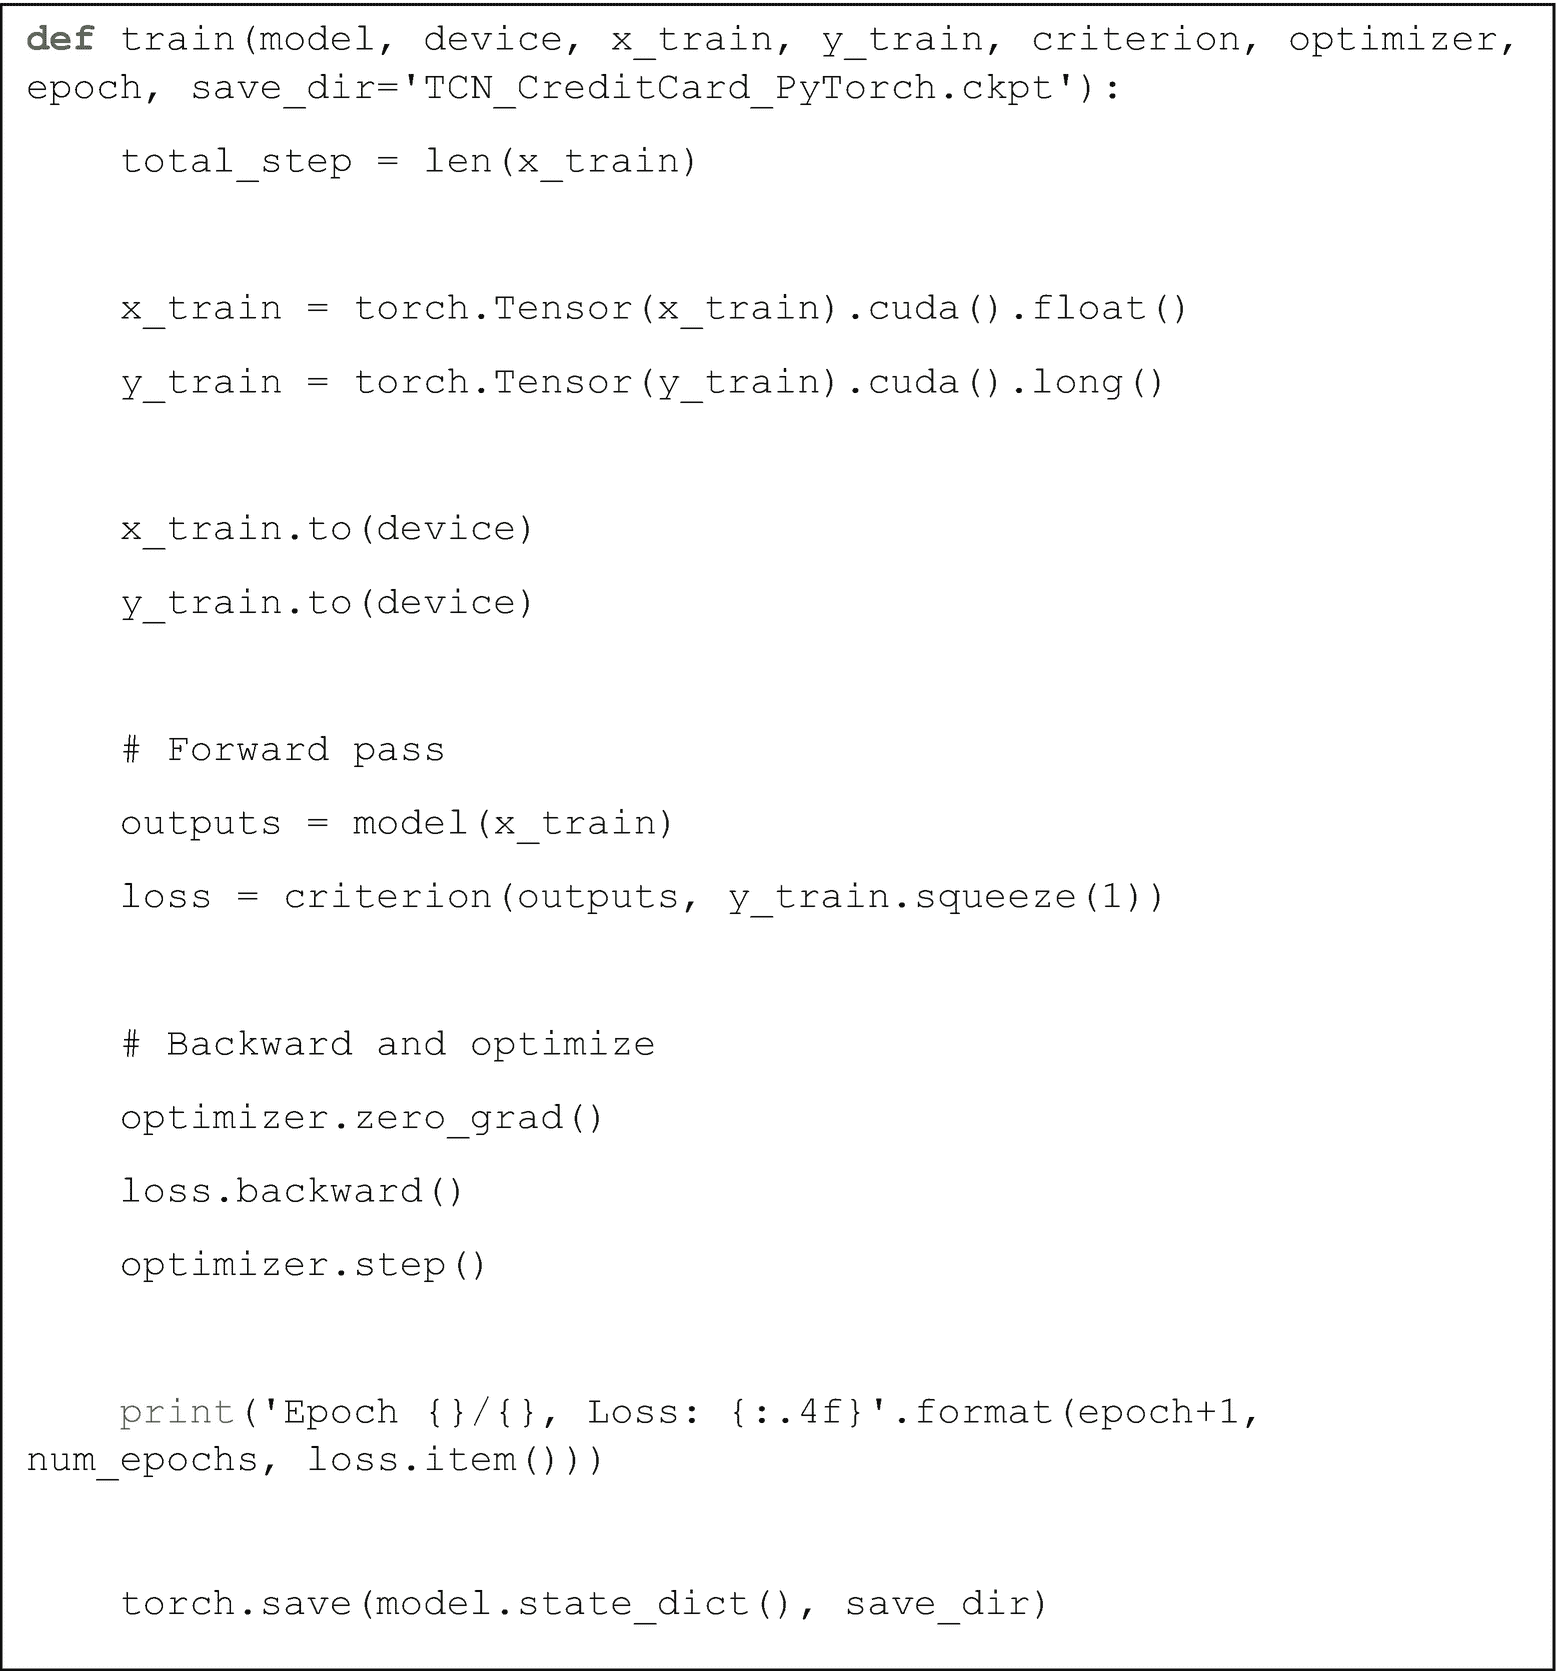 def train(model, device, x_train, y_train, criterion, optimizer,
epoch, save_dir='TCN_CreditCard_PyTorch.ckpt'):
    total_step = len(x_train)
    x_train = torch.Tensor(x_train).cuda().float()
    y_train = torch.Tensor(y_train).cuda().long()
    x_train.to(device)
    y_train.to(device)
    # Forward pass
    outputs = model(x_train)
    loss = criterion(outputs, y_train.squeeze(1))
    # Backward and optimize
    optimizer.zero_grad()
    loss.backward()
    optimizer.step()
    print('Epoch {}/{}, Loss: {:.4f}'.format(epoch+1,
num_epochs, loss.item()))
    torch.save(model.state_dict(), save_dir)